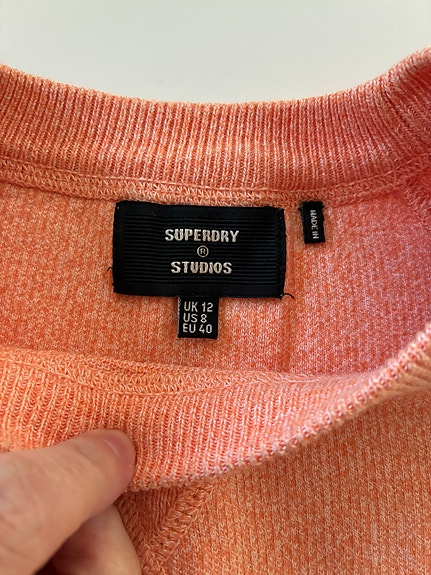 SUPERDRY
®
STUDIOS
MADE IN
UK 12
US 8
EU 40